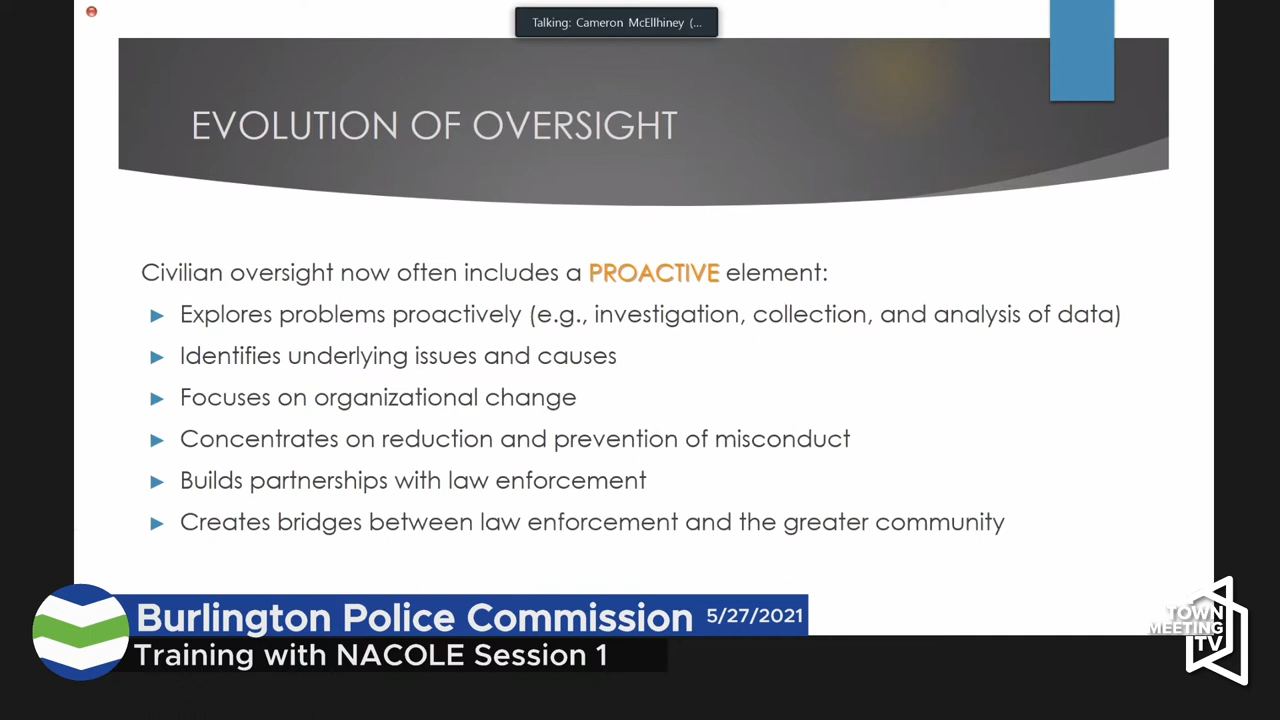 Talking: Cameron McEllhiney (...
EVOLUTION OF OVERSIGHT
Civilian oversight now often includes a PROACTIVE element:
Explores problems proactively (e.g., investigation, collection, and analysis of data)
Identifies underlying issues and causes
Focuses on organizational change
Concentrates on reduction and prevention of misconduct
Builds partnerships with law enforcement
Creates bridges between law enforcement and the greater community
Burlington Police Commission 5/27/2021
Training with NACOLE Session 1
TOWN
MEETING
TV